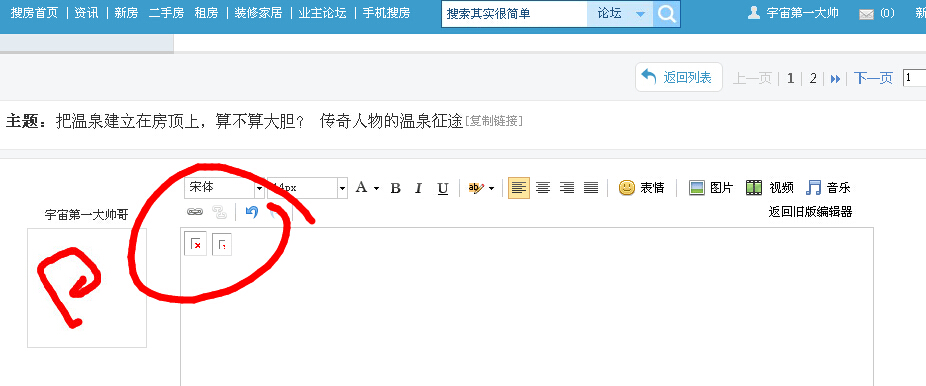 搜房首页 | 资讯 | 新房 二手房 租房 | 装修家居 | 业主论坛 | 手机搜房 搜索其实很简单 论坛 宇宙第一大帅 (0)
返回列表 上一页 | 1 | 2 | 下一页 1
主题：把温泉建立在房顶上，算不算大胆？ 传奇人物的温泉征途[复制链接]
宋体 14px A B I U ab 表情 图片 视频 音乐
返回旧版编辑器
宇宙第一大帅哥